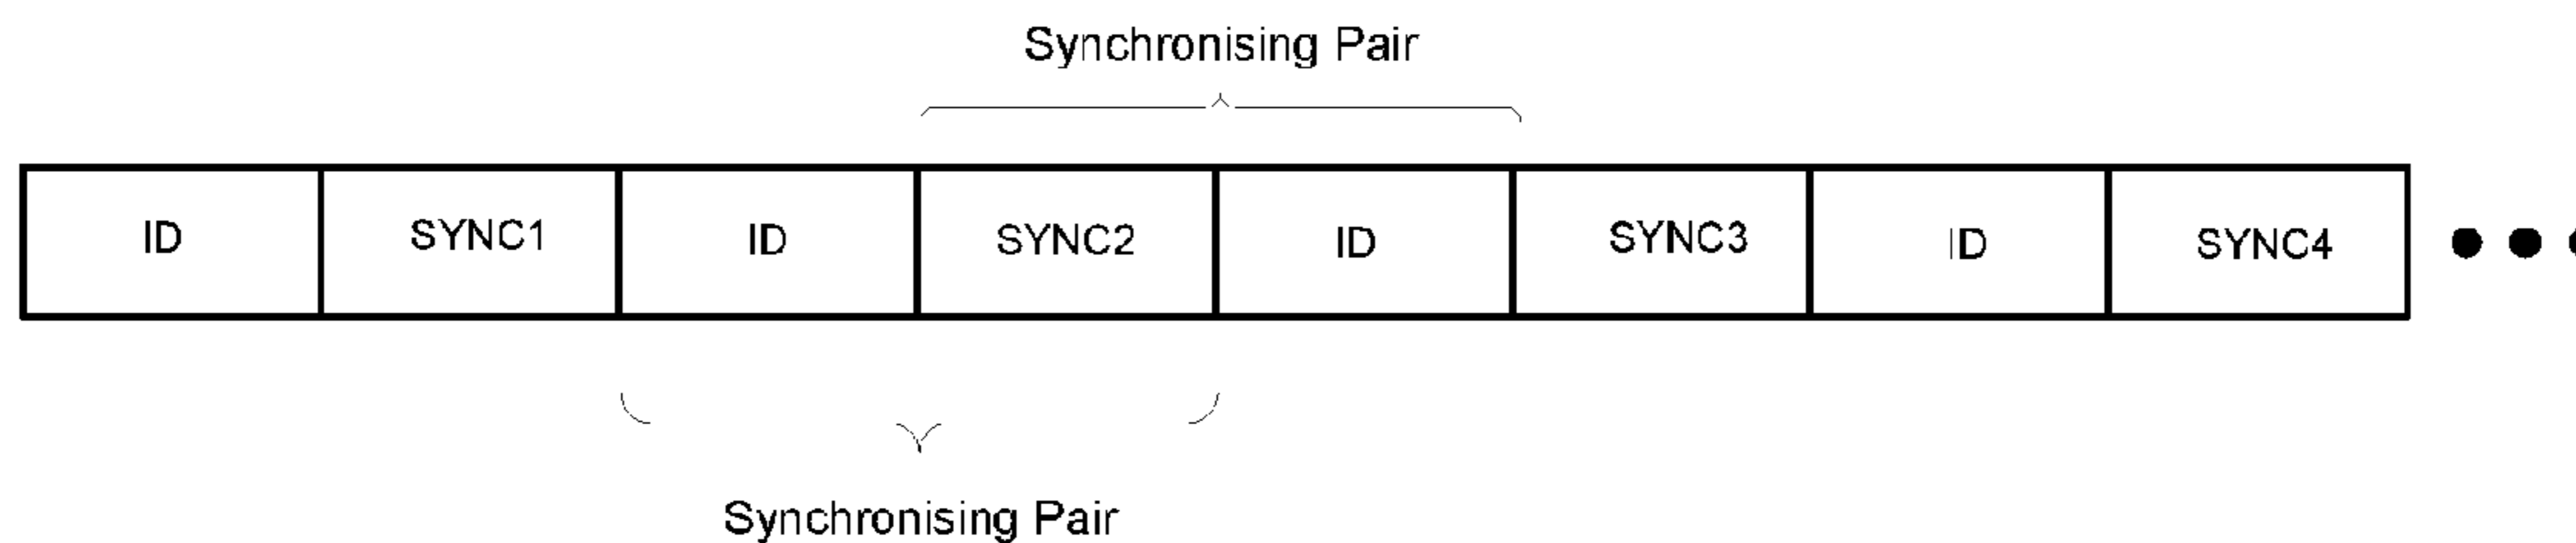 Synchronising Pair
ID SYNC1 ID SYNC2 ID SYNC3 ID SYNC4
Synchronising Pair